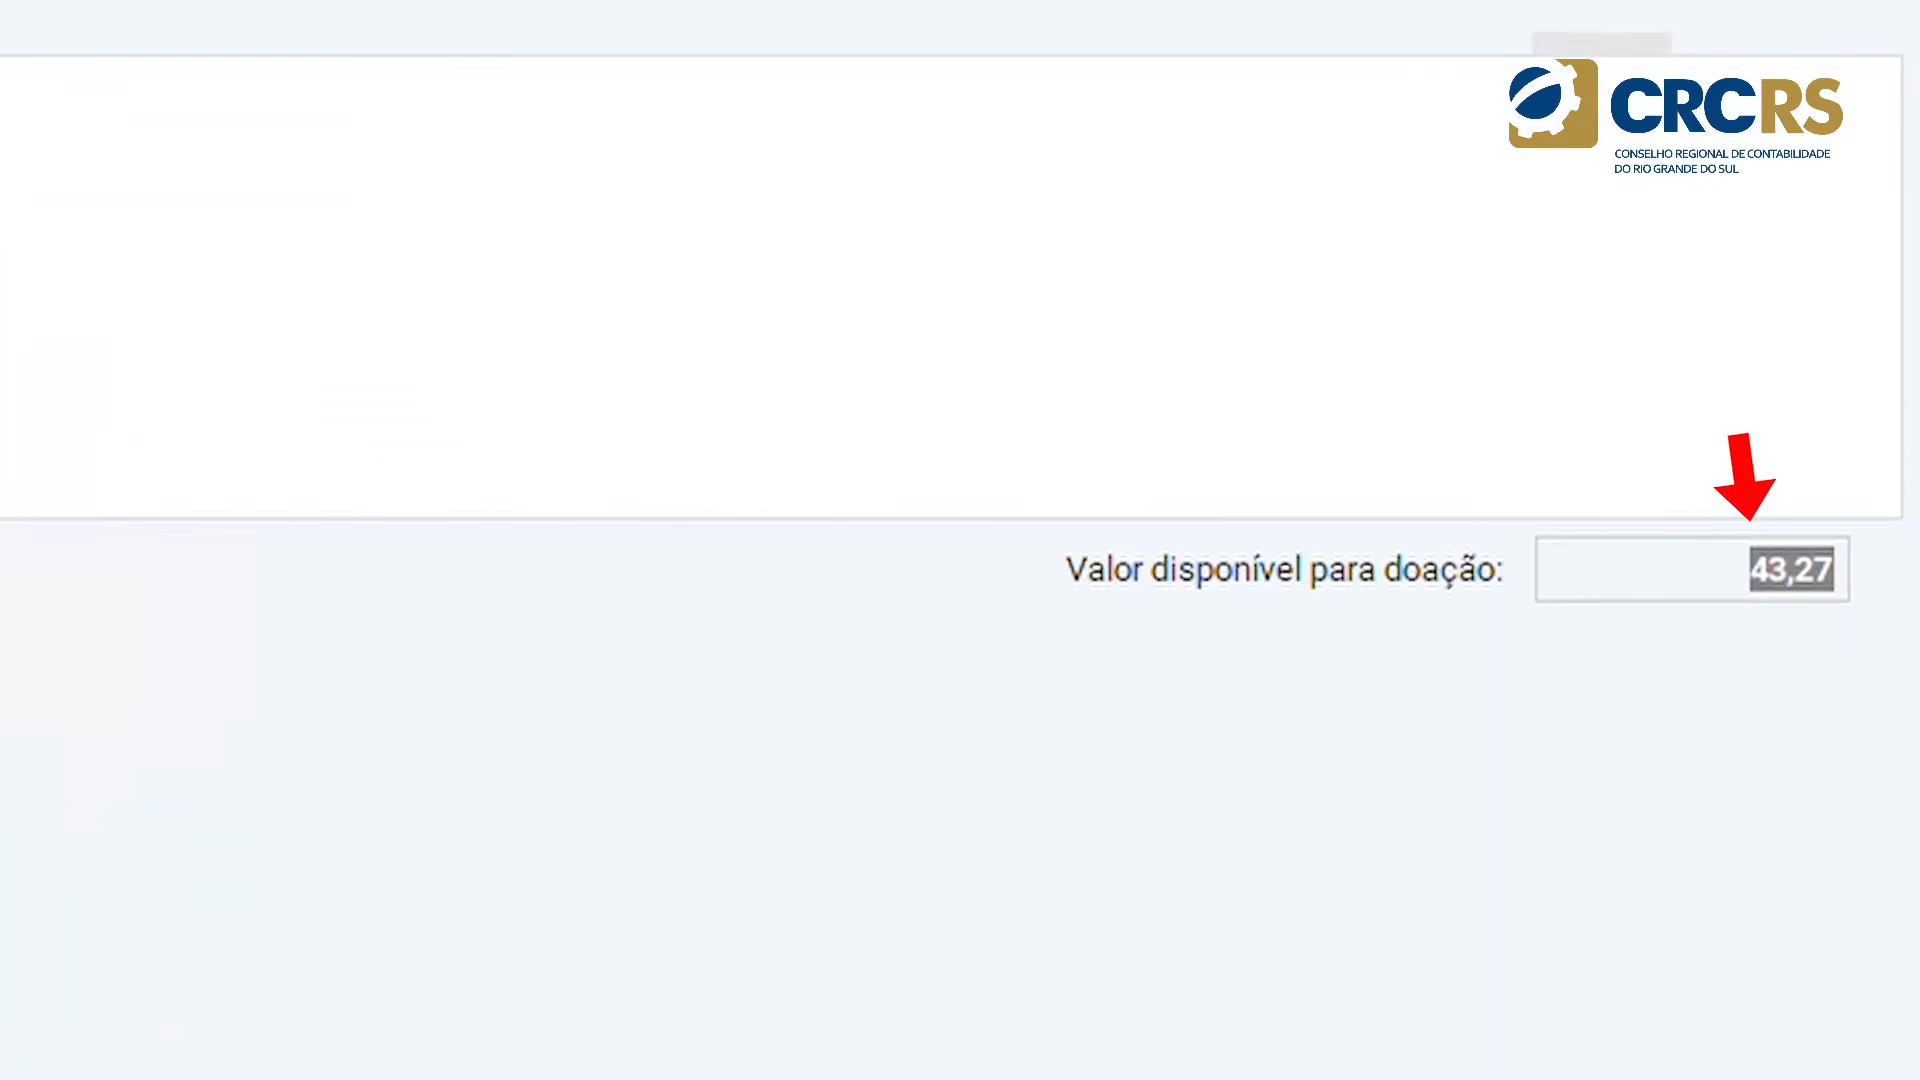 CRCRS
CONSELHO REGIONAL DE CONTABILIDADE
DO RIO GRANDE DO SUL
Valor disponível para doação: 43,27